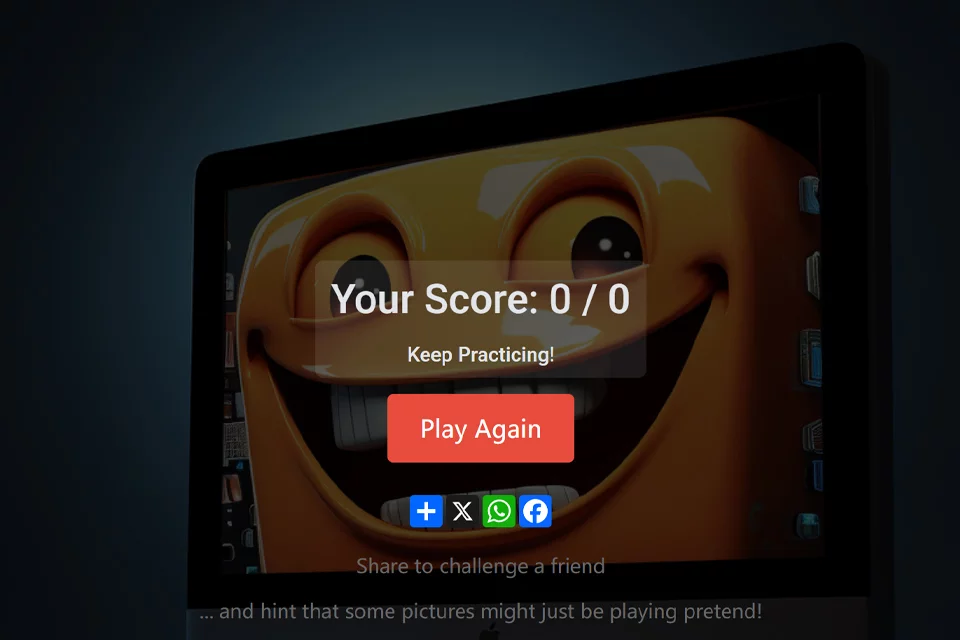 Your Score: 0 / 0
Keep Practicing!
Play Again
Share to challenge a friend
... and hint that some pictures might just be playing pretend!